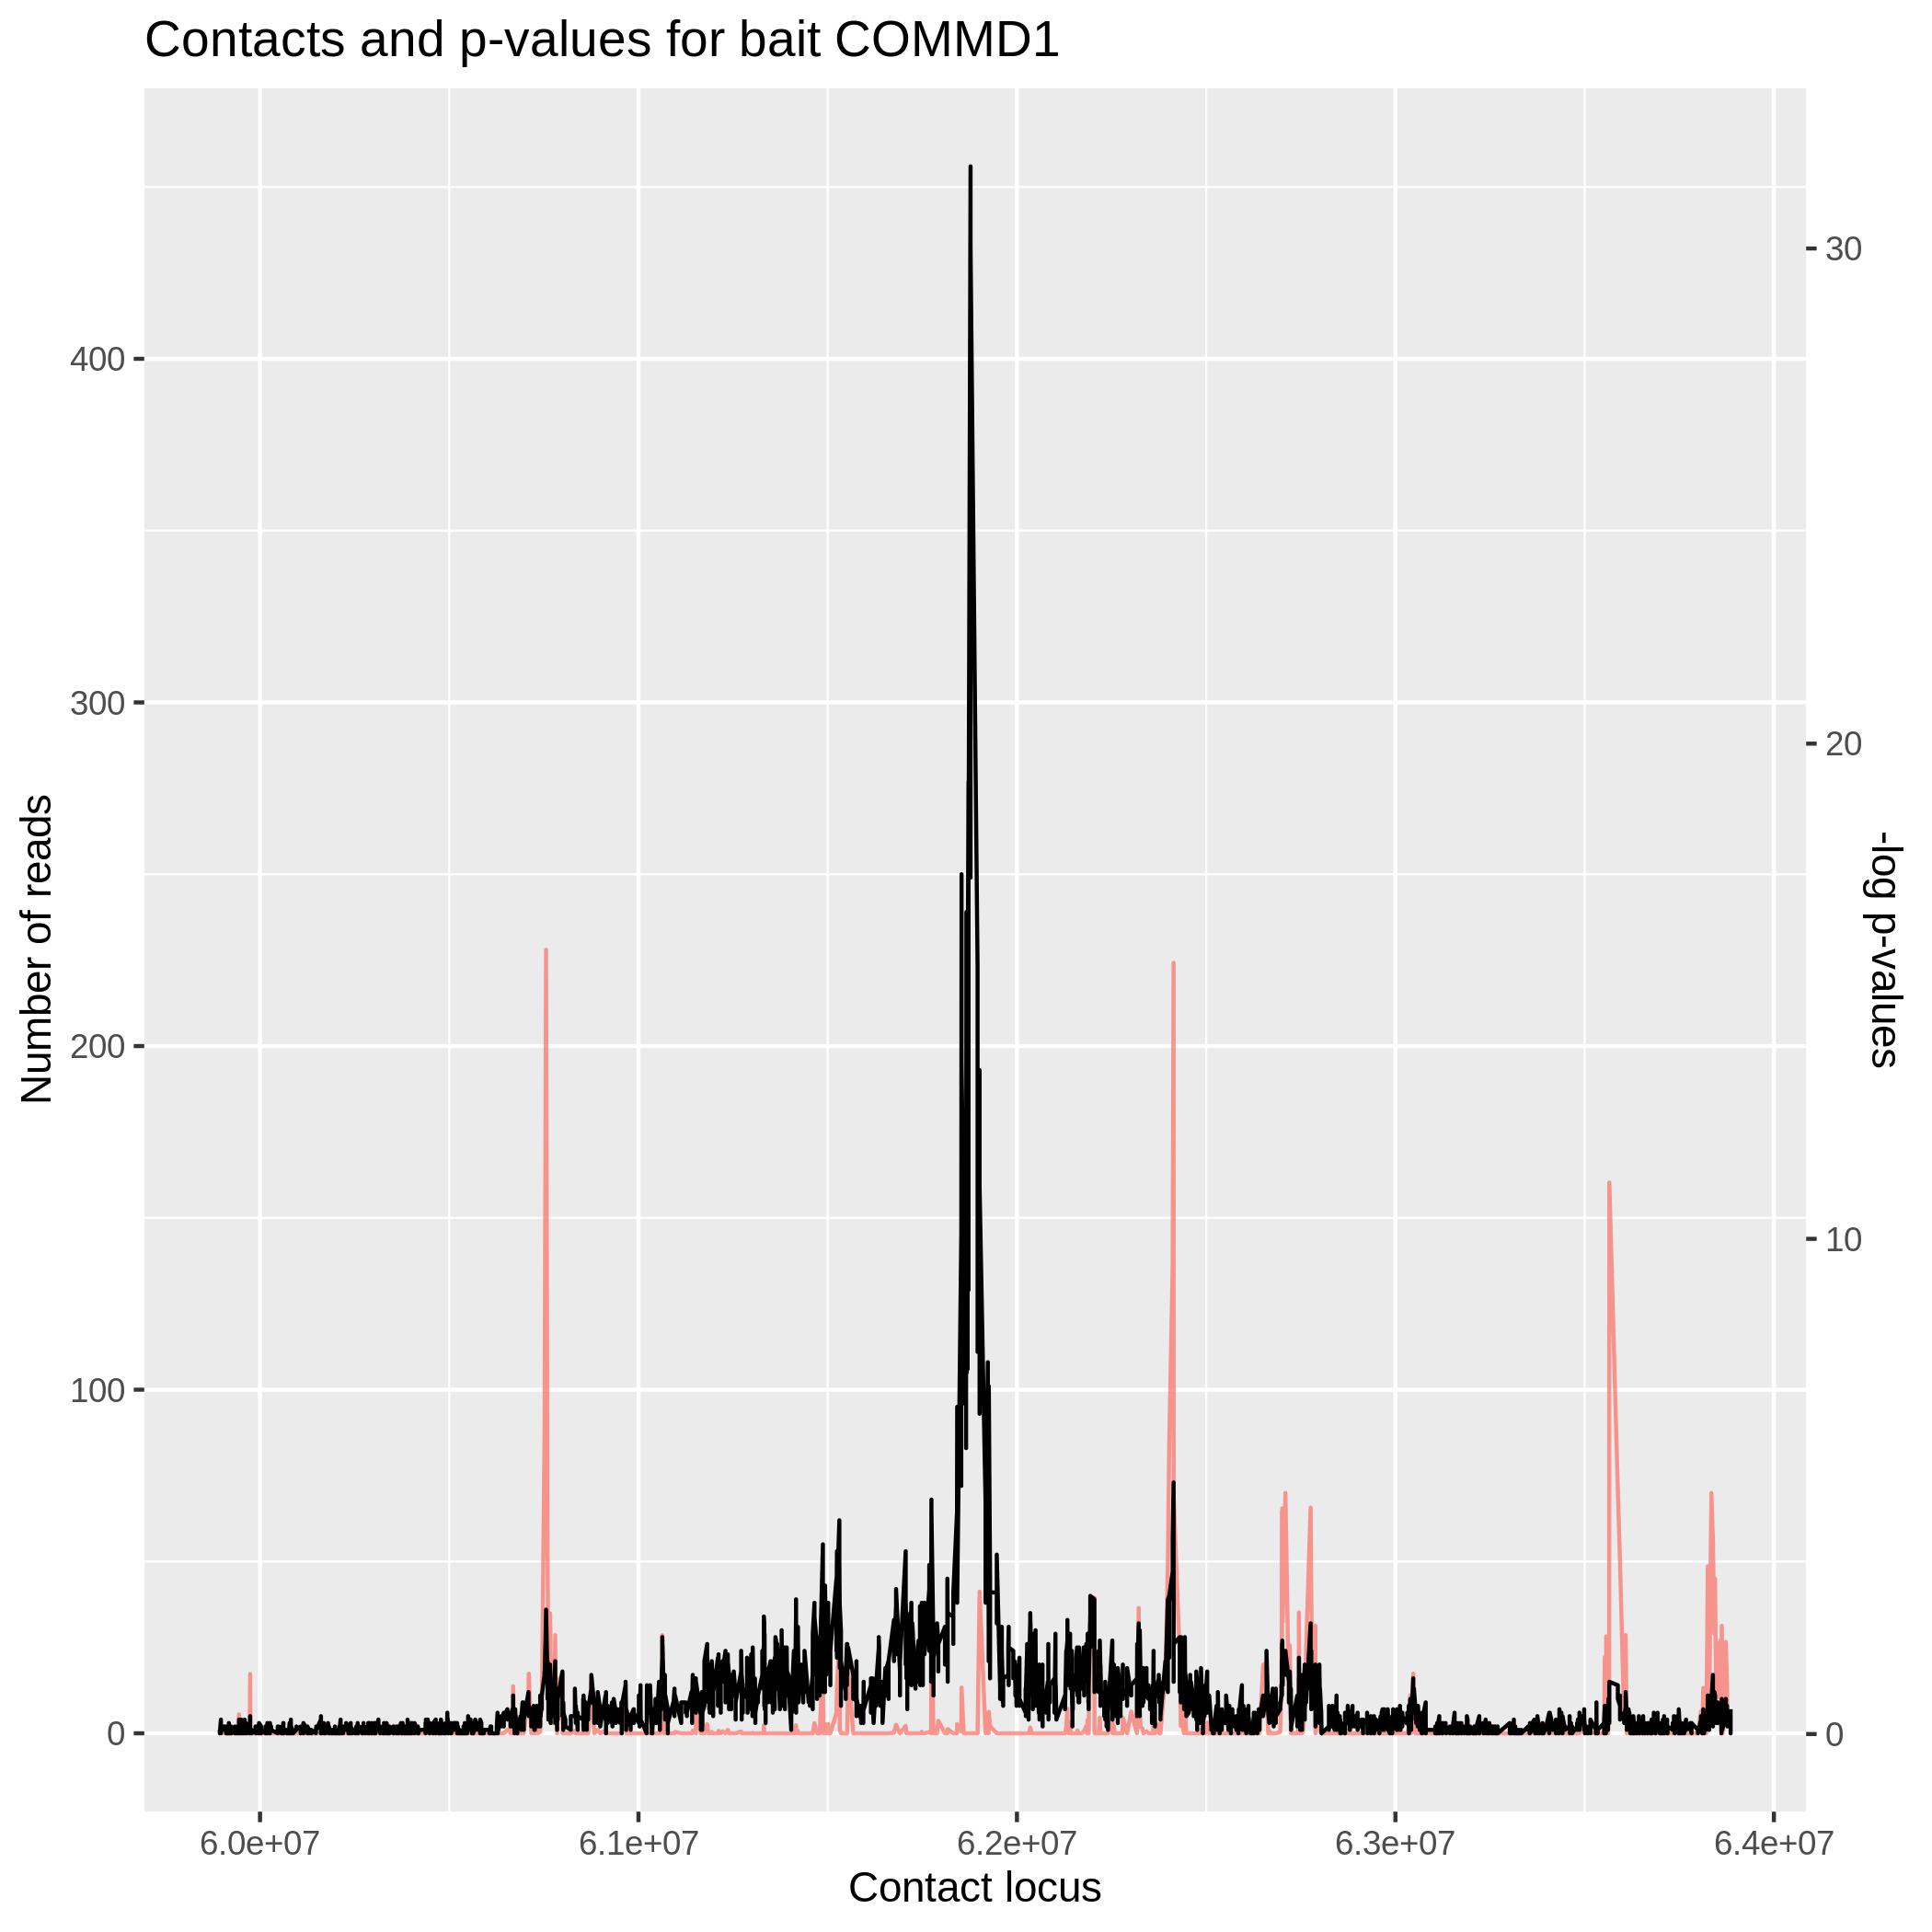 Contacts and p-values for bait COMMD1
Number of reads
400
300
200
100
0
30
20
10
0
-log p-values
6.0e+07
6.1e+07
6.2e+07
6.3e+07
6.4e+07
Contact locus